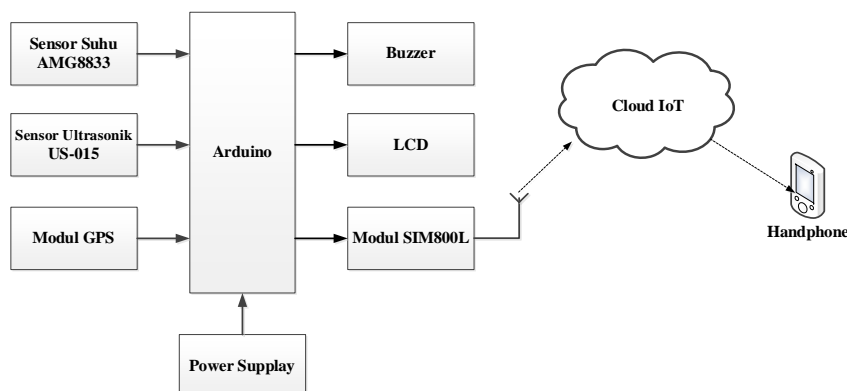 Sensor Suhu
AMG8833
Sensor Ultrasonik
US-015
Modul GPS
Arduino
Power Supplay
Buzzer
LCD
Modul SIM800L
Cloud IoT
Handphone